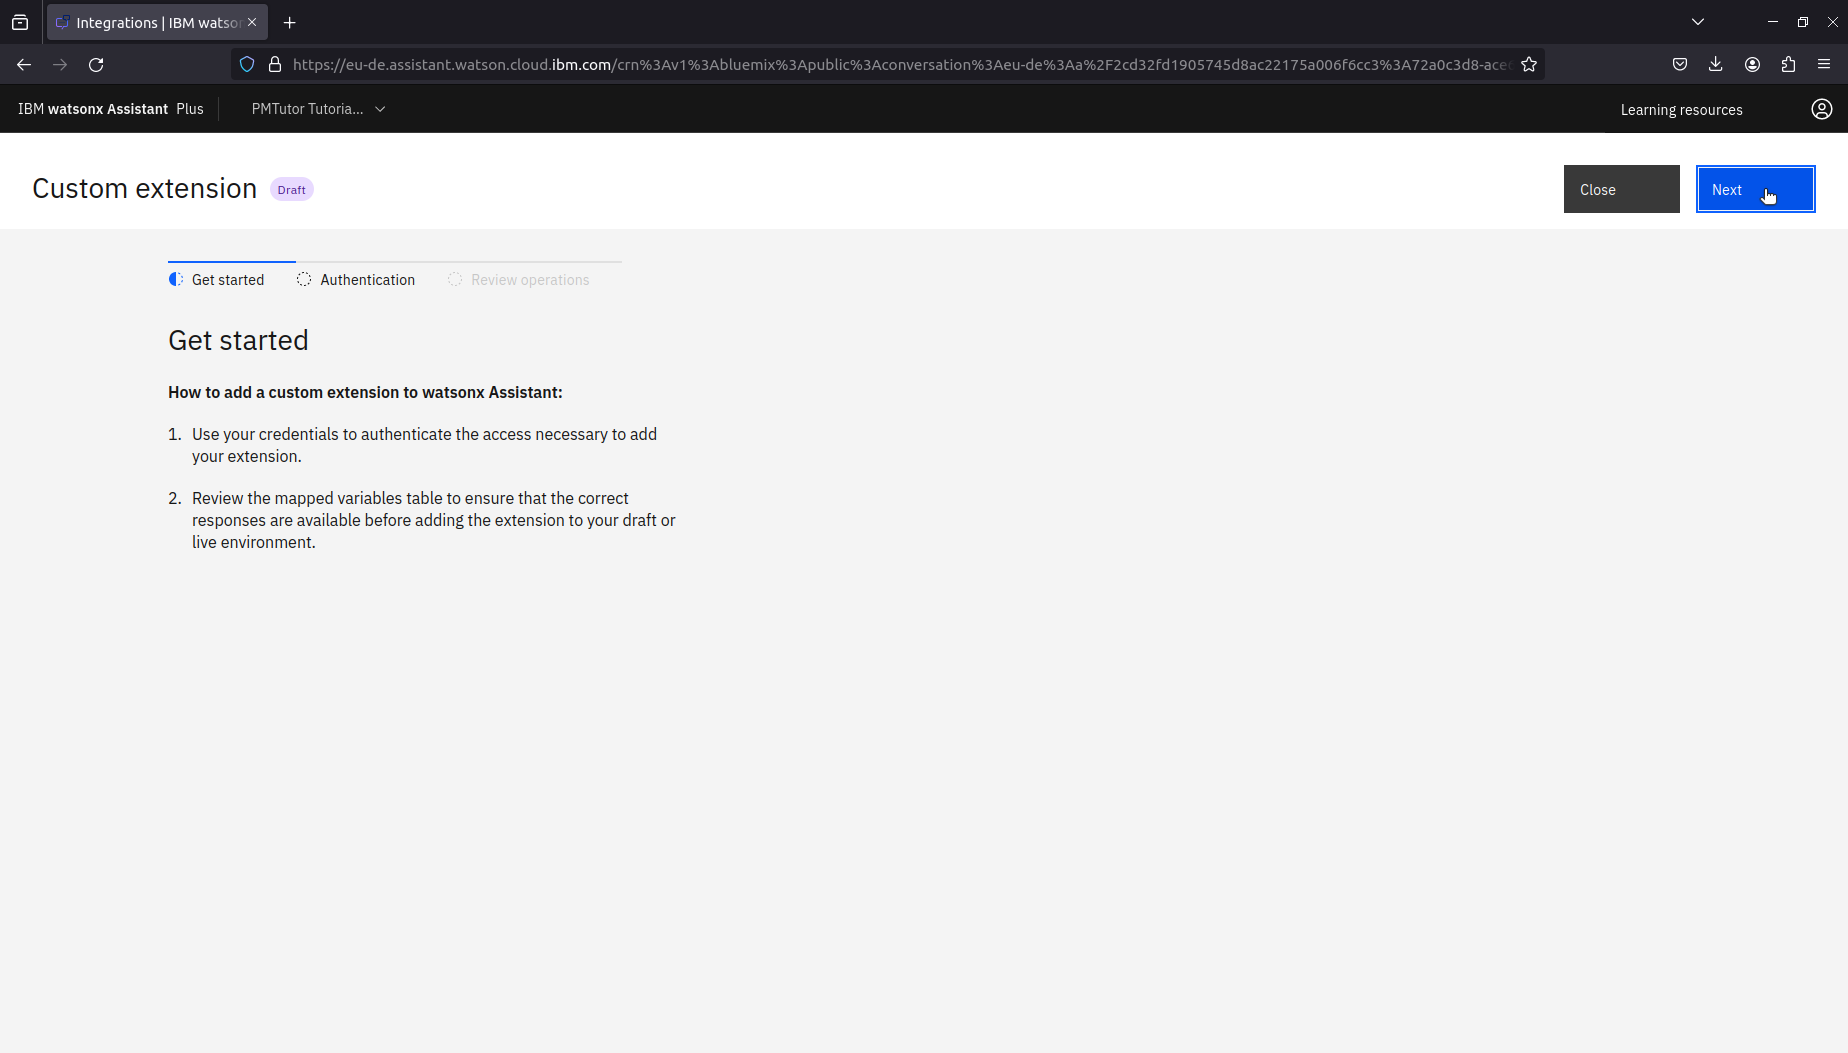 Integrations | IBM watso
https://eu-de.assistant.watson.cloud.ibm.com/crn%3Av1%3Abluemix%3Apublic%3Aconversation%3Aeu-de%3Aa%2F2cd32fd1905745d8ac22175a006f6cc3%3A72a0c3d8-ace
IBM watsonx Assistant Plus PMTutor Tutoria... Learning resources
Custom extension Draft Close Next
Get started Authentication Review operations
Get started
How to add a custom extension to watsonx Assistant:
1. Use your credentials to authenticate the access necessary to add
your extension.
2. Review the mapped variables table to ensure that the correct
responses are available before adding the extension to your draft or
live environment.